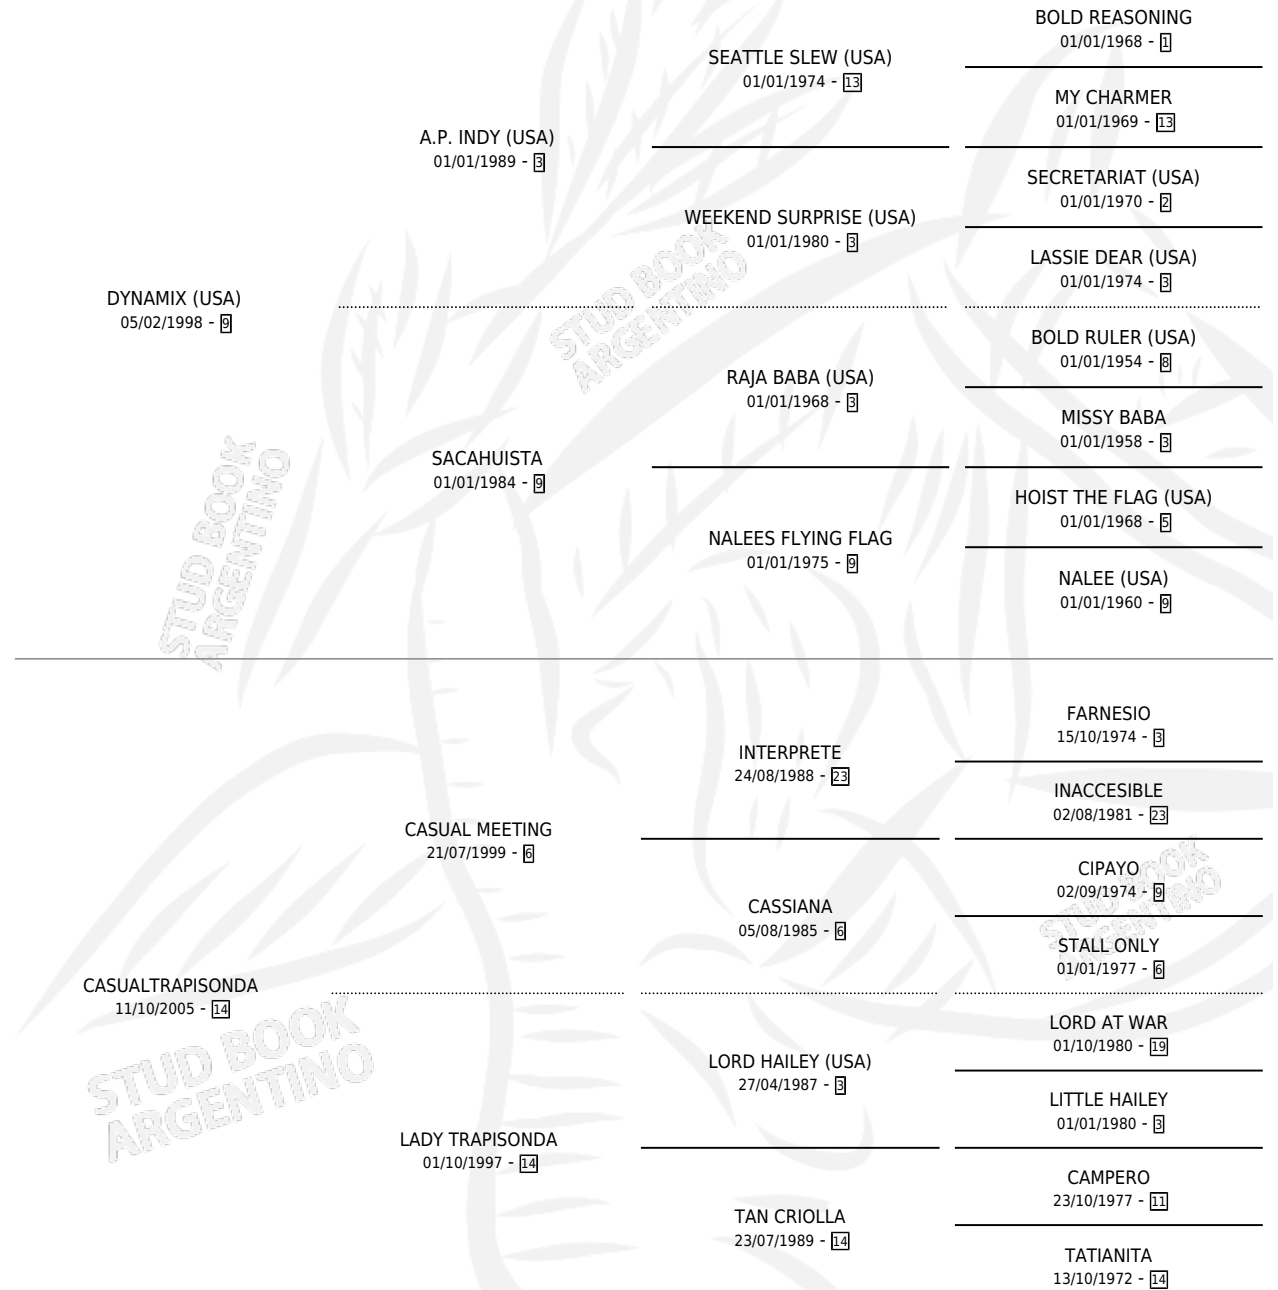 BOLD REASONING
01/01/1968 - 1
SEATTLE SLEW (USA)
01/01/1974 - 13
MY CHARMER
01/01/1969 - 13
A.P. INDY (USA)
01/01/1989 - 3
SECRETARIAT (USA)
01/01/1970 - 2
WEEKEND SURPRISE (USA)
01/01/1980 - 3
LASSIE DEAR (USA)
01/01/1974 - 3
DYNAMIX (USA)
05/02/1998 - 9
BOLD RULER (USA)
01/01/1954 - 8
RAJA BABA (USA)
01/01/1968 - 3
MISSY BABA
01/01/1958 - 3
SACAHUISTA
01/01/1984 - 9
HOIST THE FLAG (USA)
01/01/1968 - 5
NALEES FLYING FLAG
01/01/1975 - 9
NALEE (USA)
01/01/1960 - 9
FARNESIO
15/10/1974 - 3
INTERPRETE
24/08/1988 - 23
INACCESIBLE
02/08/1981 - 23
CASUAL MEETING
21/07/1999 - 6
CIPAYO
02/09/1974 - 9
CASSIANA
05/08/1985 - 6
STALL ONLY
01/01/1977 - 6
CASUALTRAPISONDA
11/10/2005 - 14
LORD AT WAR
01/10/1980 - 19
LORD HAILEY (USA)
27/04/1987 - 3
LITTLE HAILEY
01/01/1980 - 3
LADY TRAPISONDA
01/10/1997 - 14
CAMPERO
23/10/1977 - 11
TAN CRIOLLA
23/07/1989 - 14
TATIANITA
13/10/1972 - 14
STUD BOOK
ARGENTINO
STUD BOOK
ARGENTINO
STUD BOOK
ARGENTINO
STUD BOOK
ARGENTINO